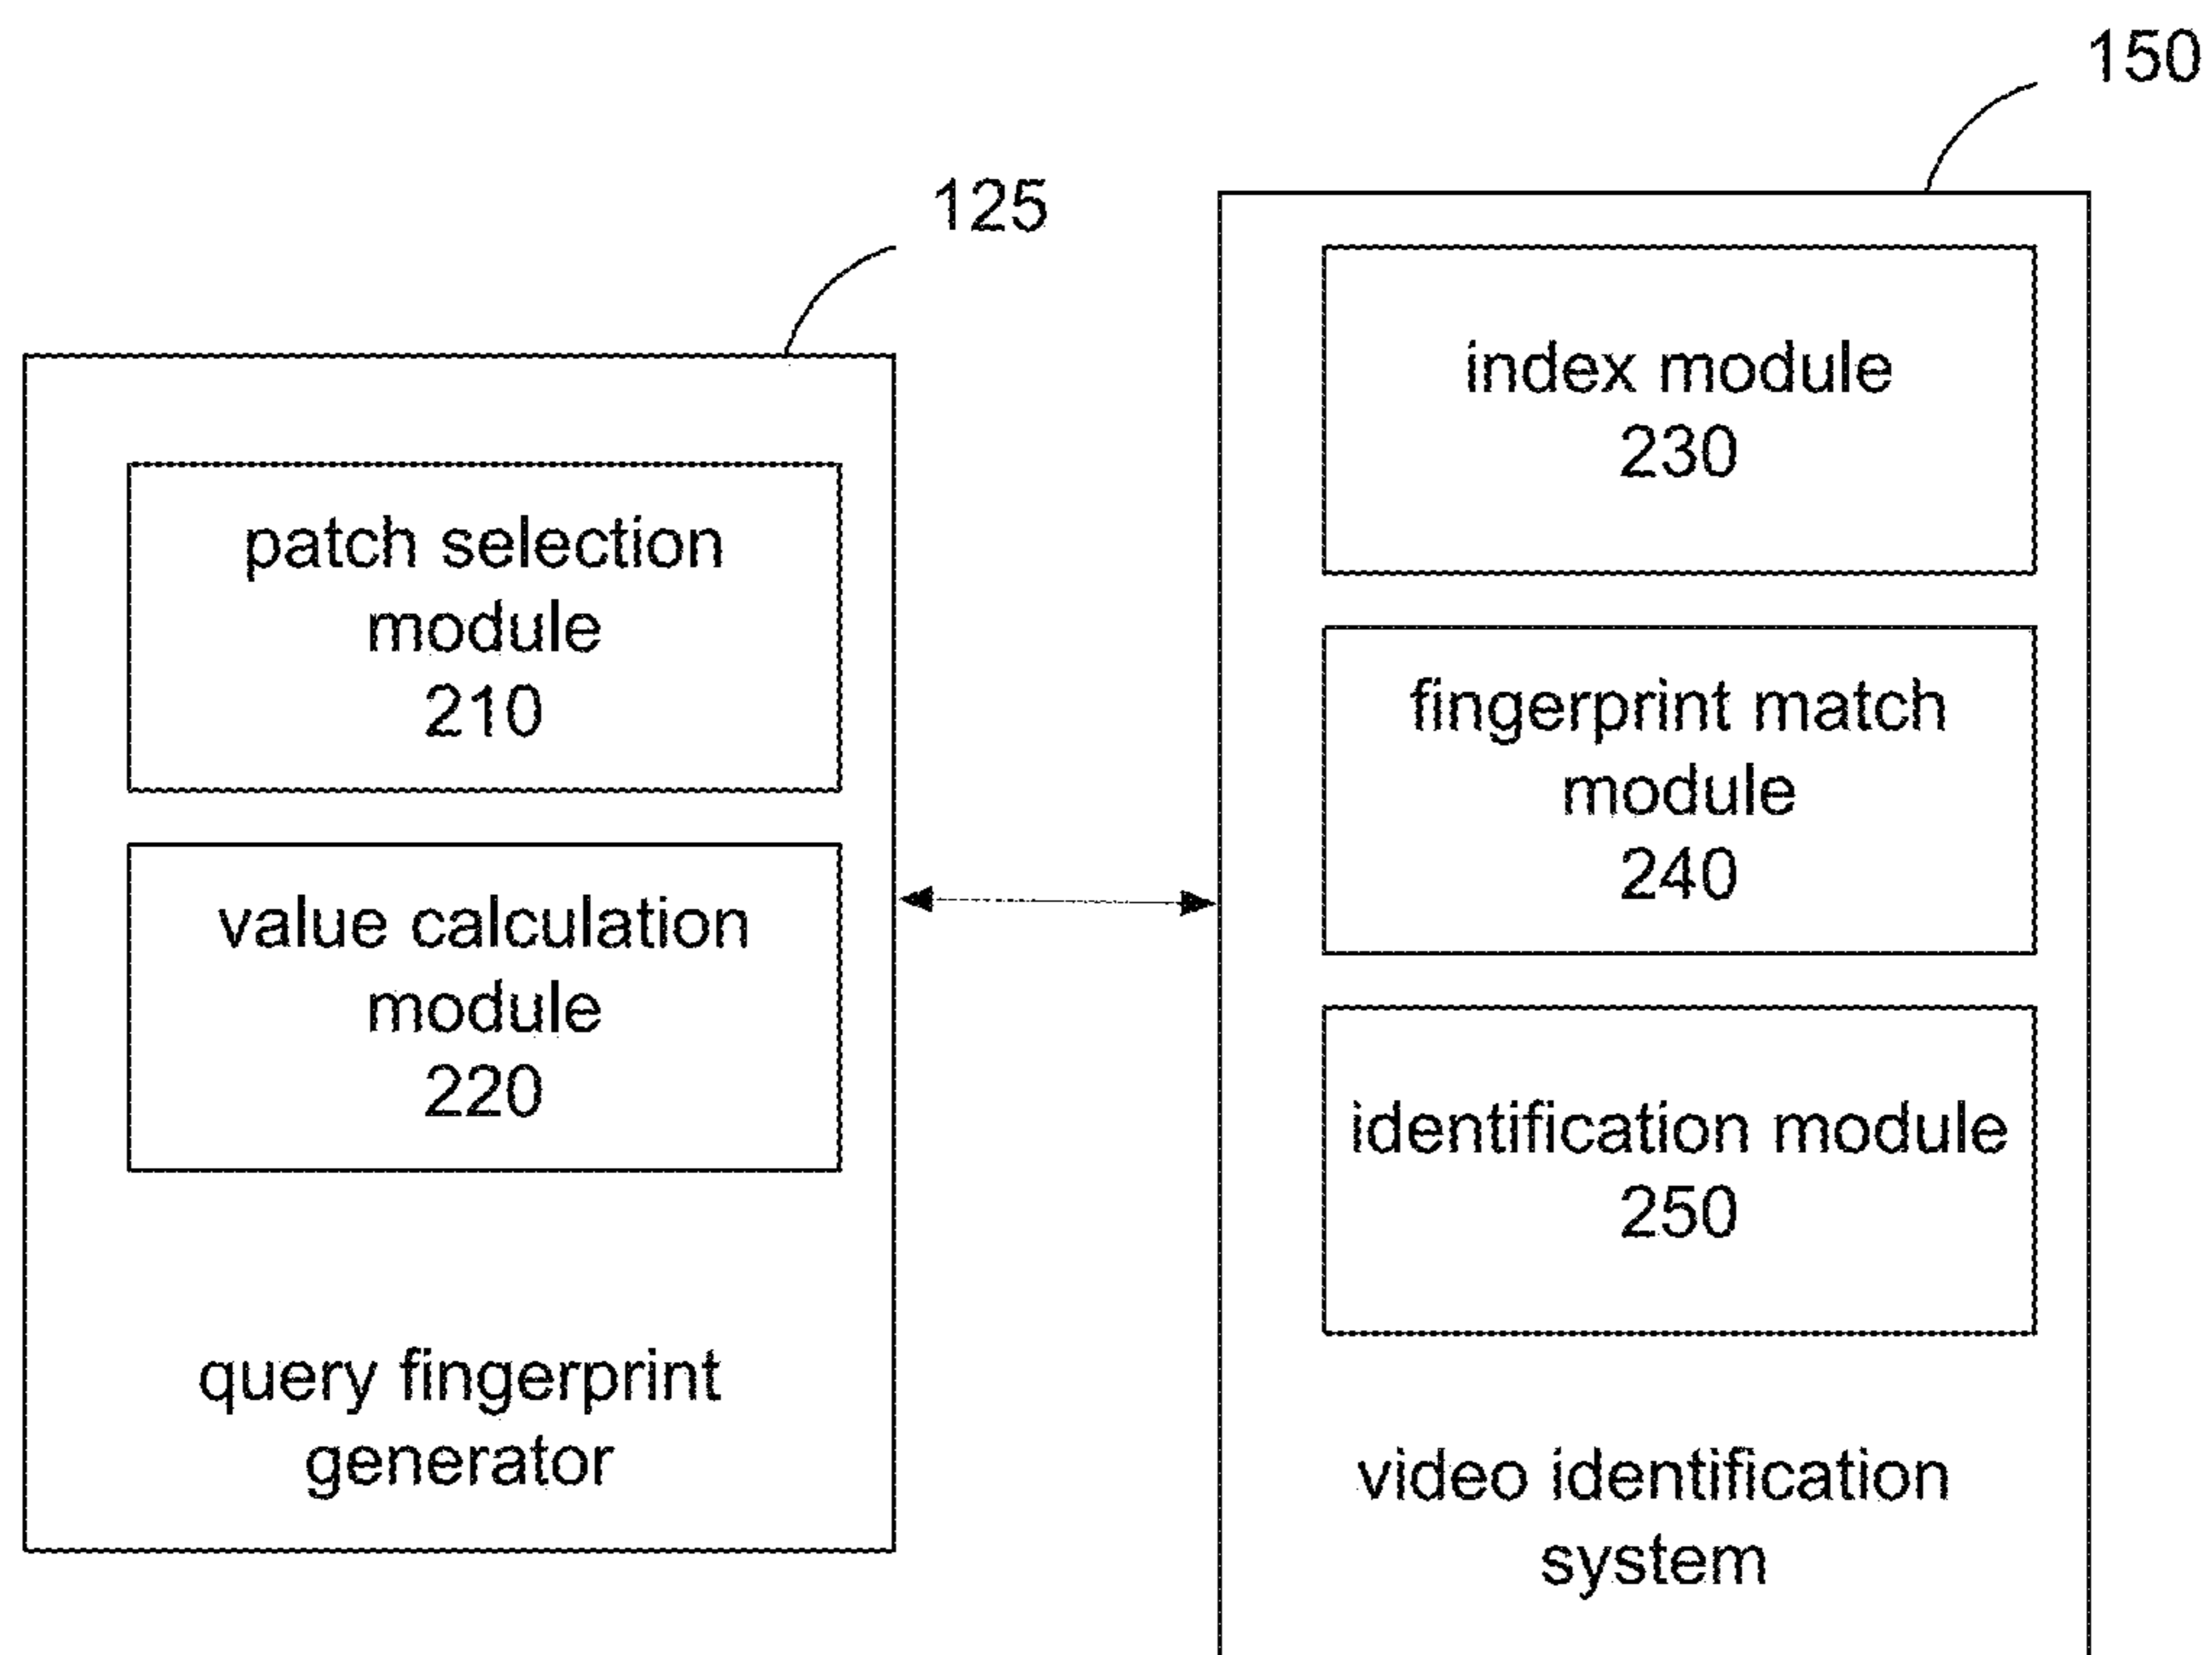 150
125
patch selection
module
210
value calculation
module
220
query fingerprint
generator
index module
230
fingerprint match
module
240
identification module
250
video identification
system